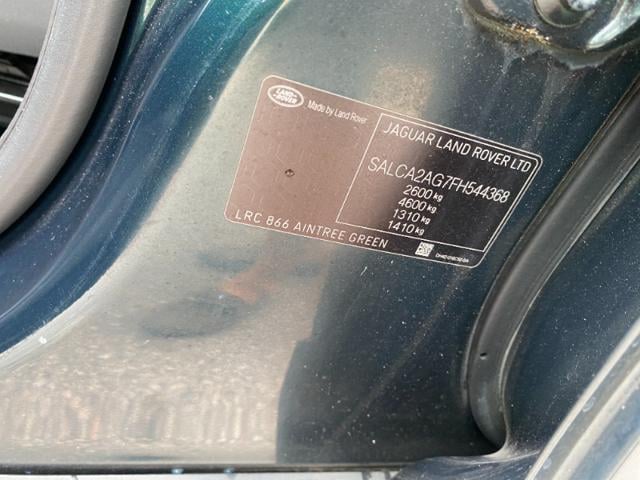 LAND ROVER
Made by Land Rover
JAGUAR LAND ROVER LTD
SALCA2AG7FH544368
2600 kg
4600 kg
1310 kg
1410 kg
LRC 866 AINTREE GREEN